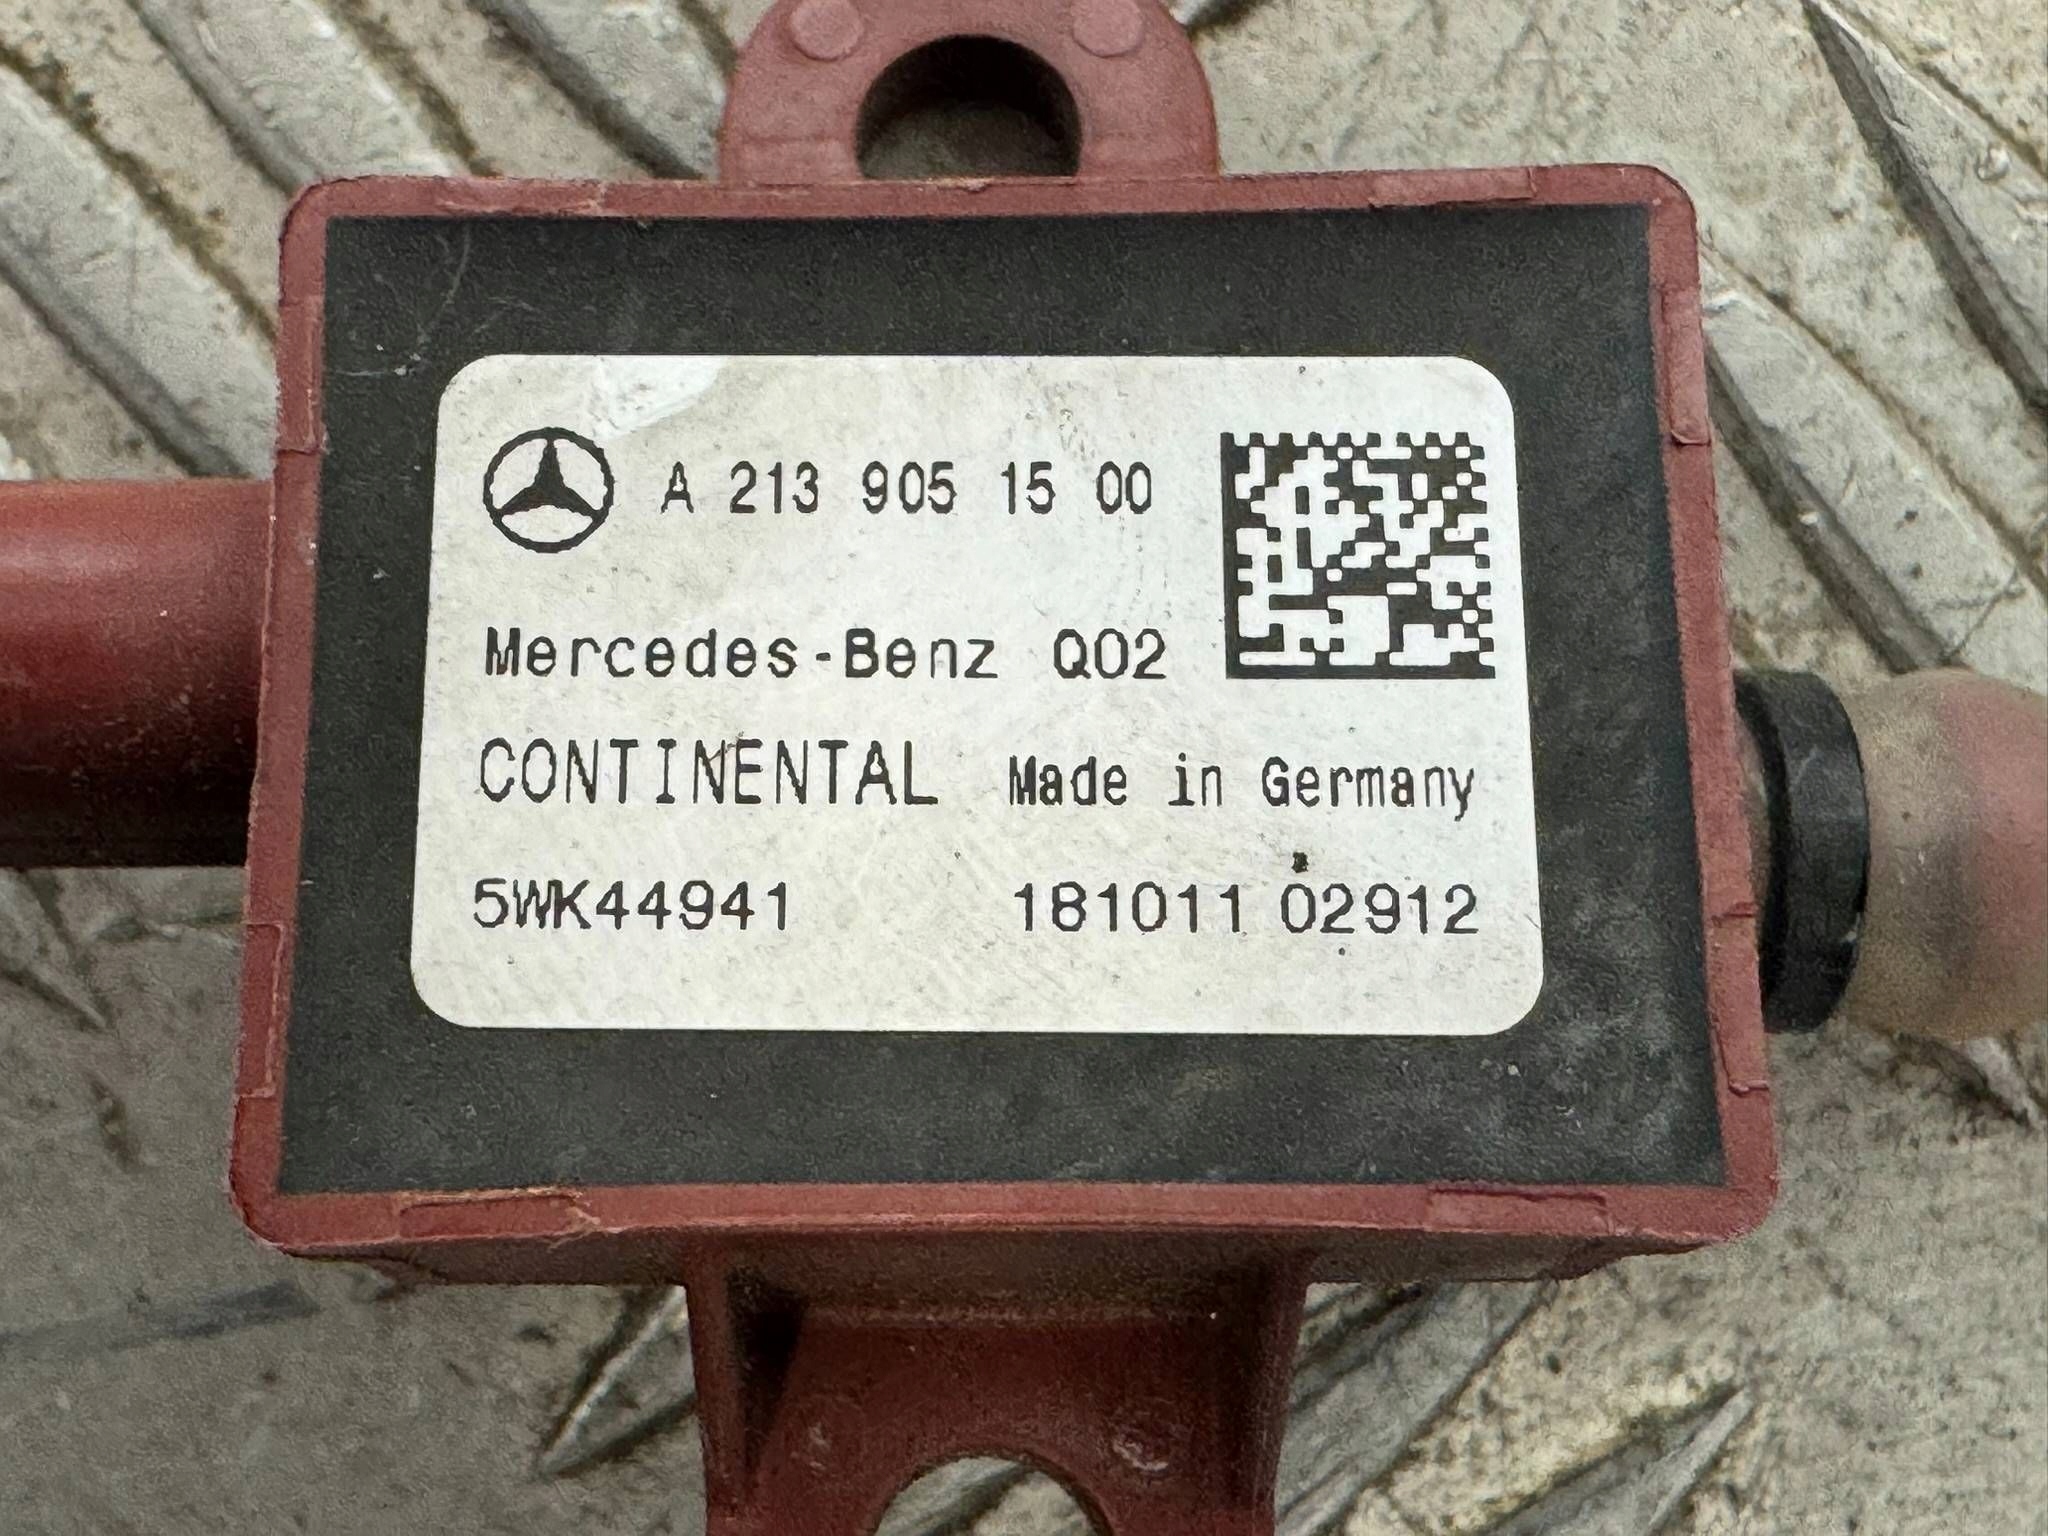 A 213 905 15 00
Mercedes-Benz Q02
CONTINENTAL Made in Germany
5WK44941 181011 02912